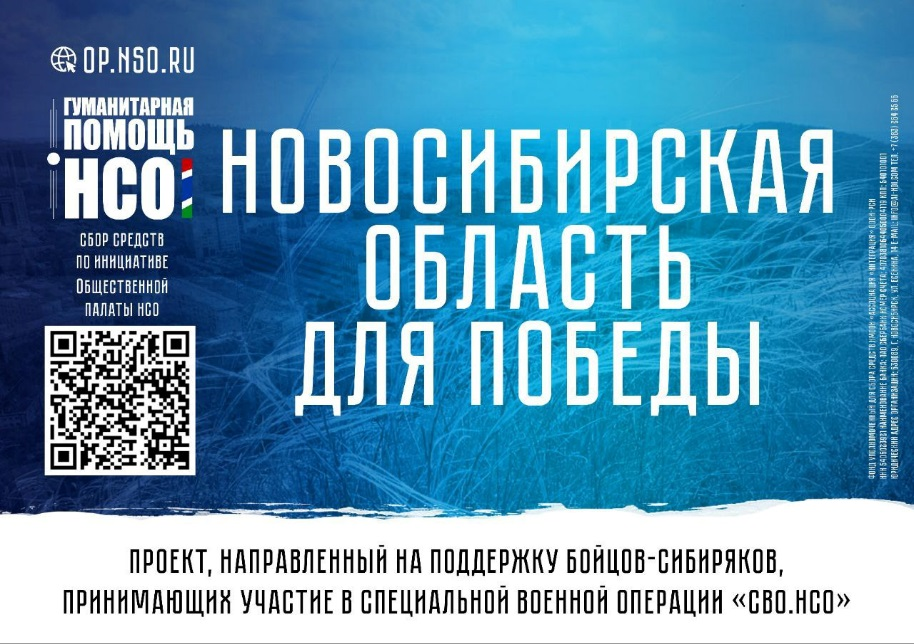 OP.NSO.RU
ГУМАНИТАРНАЯ
ПОМОЩЬ
НСО
СБОР СРЕДСТВ
ПО ИНИЦИАТИВЕ
ОБЩЕСТВЕННОЙ
ПАЛАТЫ НСО
НОВОСИБИРСКАЯ
ОБЛАСТЬ
ДЛЯ ПОБЕДЫ
ПРОЕКТ, НАПРАВЛЕННЫЙ НА ПОДДЕРЖКУ БОЙЦОВ-СИБИРЯКОВ,
ПРИНИМАЮЩИХ УЧАСТИЕ В СПЕЦИАЛЬНОЙ ВОЕННОЙ ОПЕРАЦИИ «СВО.НСО»